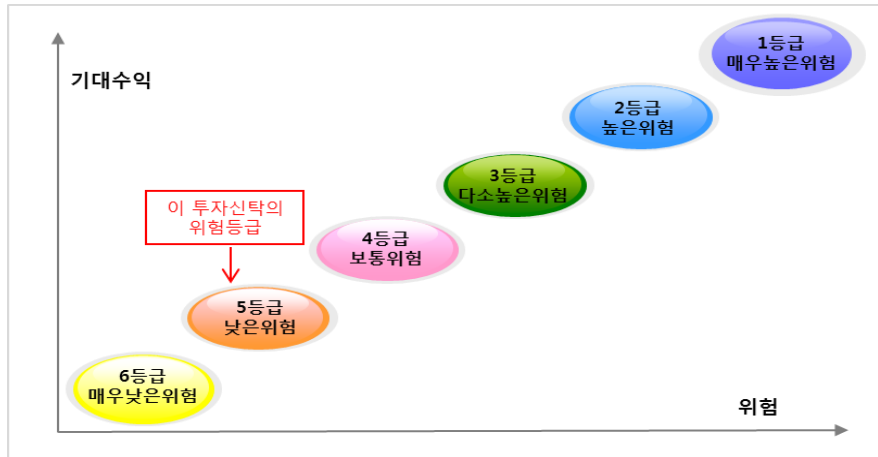 기대수익
1등급
매우높은위험
2등급
높은위험
3등급
다소높은위험
이 투자신탁의
위험등급
4등급
보통위험
5등급
낮은위험
6등급
매우낮은위험
위험